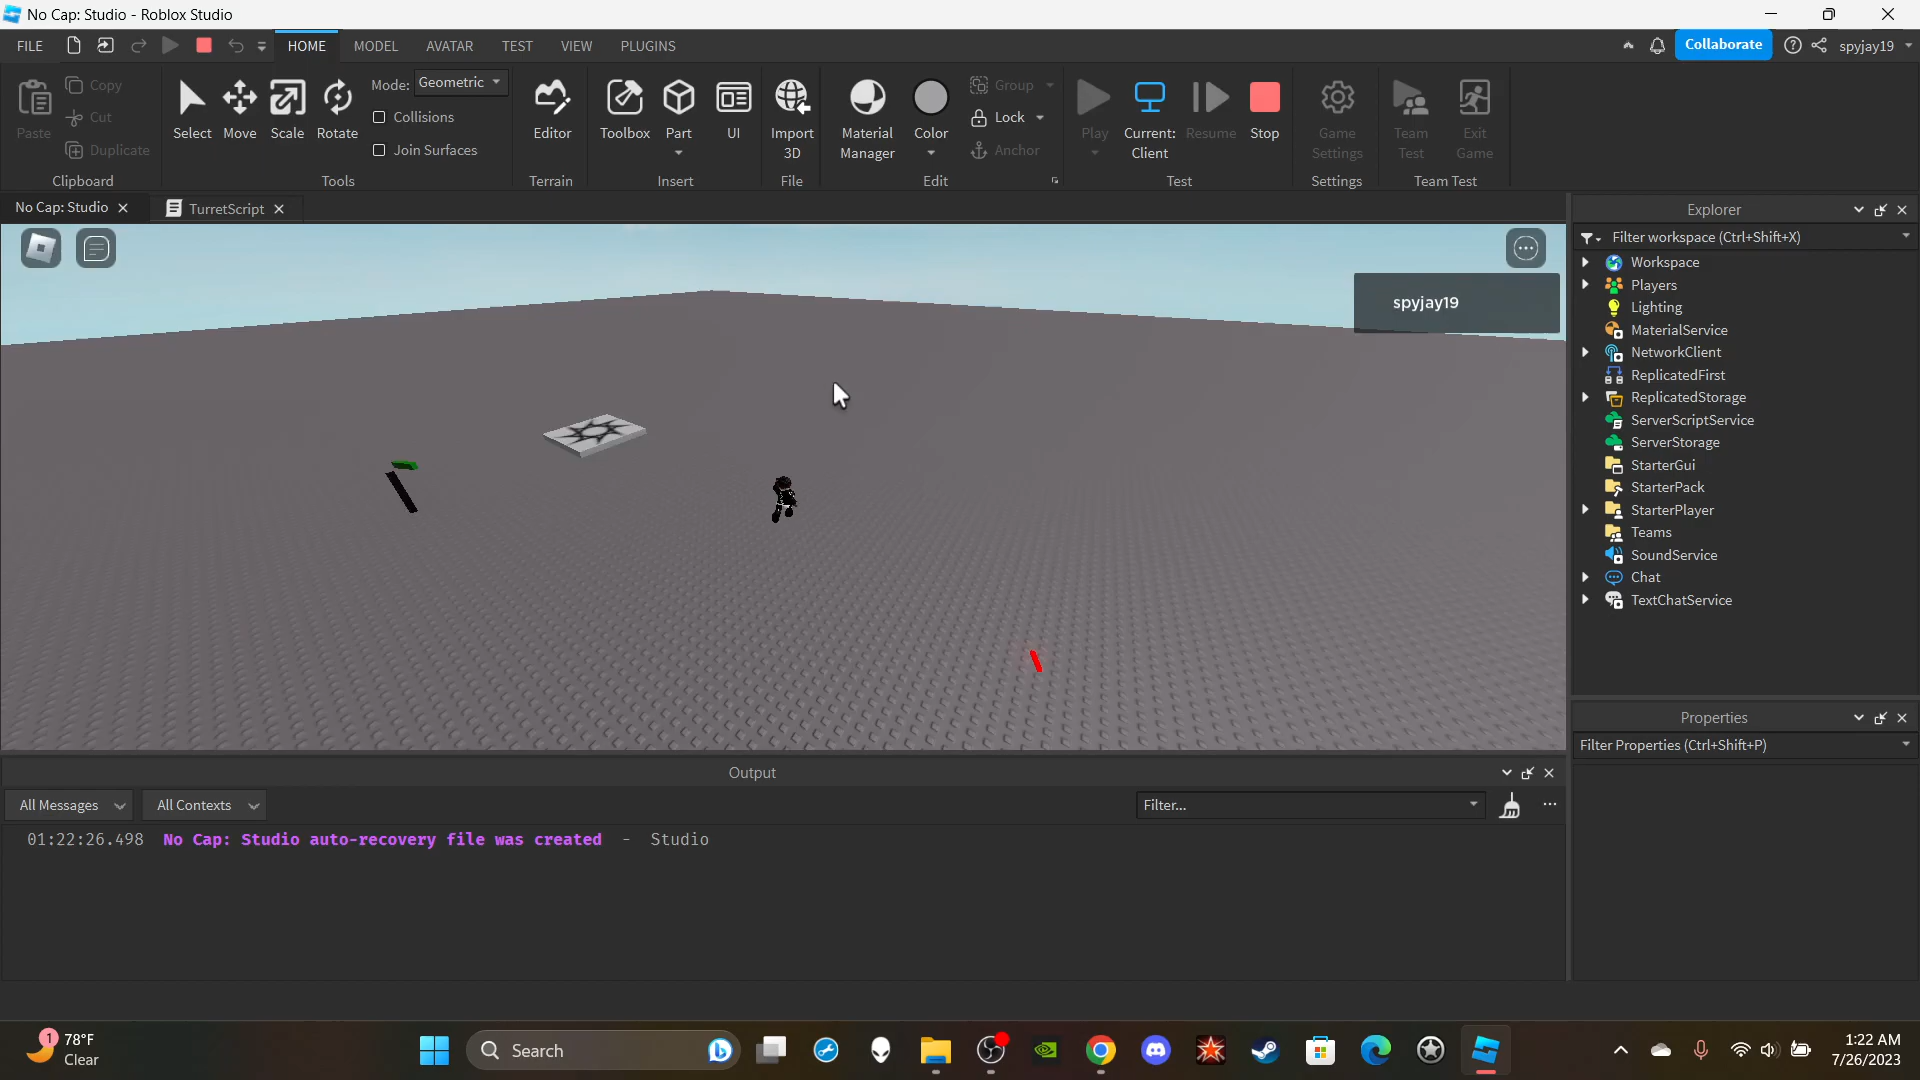 No Cap: Studio - Roblox Studio
FILE HOME MODEL AVATAR TEST VIEW PLUGINS Collaborate spyjay19
Paste Copy Cut Duplicate Clipboard
Select Move Scale Rotate Mode: Geometric Collisions Join Surfaces Tools
Editor Terrain
Toolbox Part UI Insert
Import 3D File
Material Manager Color Group Lock Anchor Edit
Play Current: Client Resume Stop Test
Game Settings Settings
Team Test Exit Game Team Test
No Cap: Studio TurretScript
spyjay19
Explorer
Filter workspace (Ctrl+Shift+X)
Workspace
Players
Lighting
MaterialService
NetworkClient
ReplicatedFirst
ReplicatedStorage
ServerScriptService
ServerStorage
StarterGui
StarterPack
StarterPlayer
Teams
SoundService
Chat
TextChatService
Properties
Filter Properties (Ctrl+Shift+P)
Output
All Messages All Contexts Filter...
01:22:26.498 No Cap: Studio auto-recovery file was created - Studio
1 78°F
Clear
Search
1:22 AM
7/26/2023